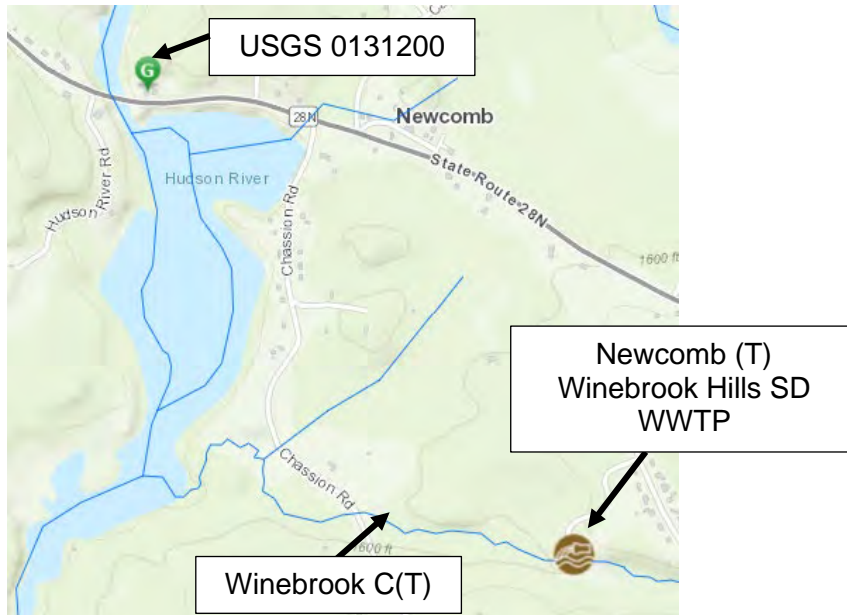 USGS 0131200
G
Ca
28N
Newcomb
State Route 28N
Hudson River
Hudson River Rd
Chassion Rd
1600 ft
Newcomb (T)
Winebrook Hills SD
WWTP
Chassion Rd
1600 ft
Winebrook C(T)